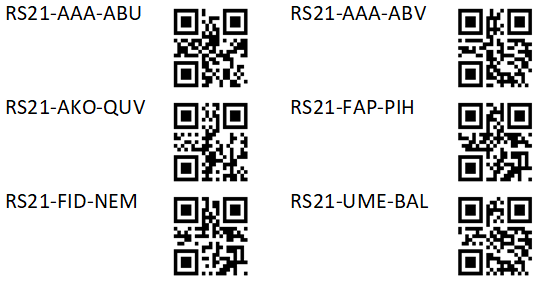 RS21-AAA-ABU
RS21-AAA-ABV
RS21-AKO-QUV
RS21-FAP-PIH
RS21-FID-NEM
RS21-UME-BAL